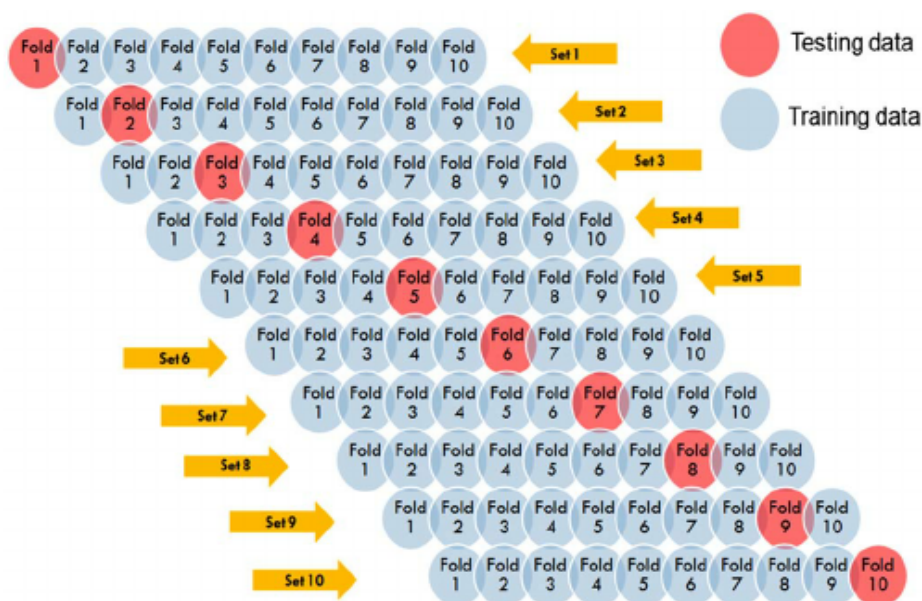 Fold Fold Fold Fold Fold Fold Fold Fold Fold Fold
1 2 3 4 5 6 7 8 9 10
Set 1
Testing data
Fold Fold Fold Fold Fold Fold Fold Fold Fold Fold
1 2 3 4 5 6 7 8 9 10
Set 2
Training data
Fold Fold Fold Fold Fold Fold Fold Fold Fold Fold
1 2 3 4 5 6 7 8 9 10
Set 3
Fold Fold Fold Fold Fold Fold Fold Fold Fold Fold
1 2 3 4 5 6 7 8 9 10
Set 4
Fold Fold Fold Fold Fold Fold Fold Fold Fold Fold
1 2 3 4 5 6 7 8 9 10
Set 5
Set 6
Fold Fold Fold Fold Fold Fold Fold Fold Fold Fold
1 2 3 4 5 6 7 8 9 10
Set 7
Fold Fold Fold Fold Fold Fold Fold Fold Fold Fold
1 2 3 4 5 6 7 8 9 10
Set 8
Fold Fold Fold Fold Fold Fold Fold Fold Fold Fold
1 2 3 4 5 6 7 8 9 10
Set 9
Fold Fold Fold Fold Fold Fold Fold Fold Fold Fold
1 2 3 4 5 6 7 8 9 10
Set 10
Fold Fold Fold Fold Fold Fold Fold Fold Fold Fold
1 2 3 4 5 6 7 8 9 10